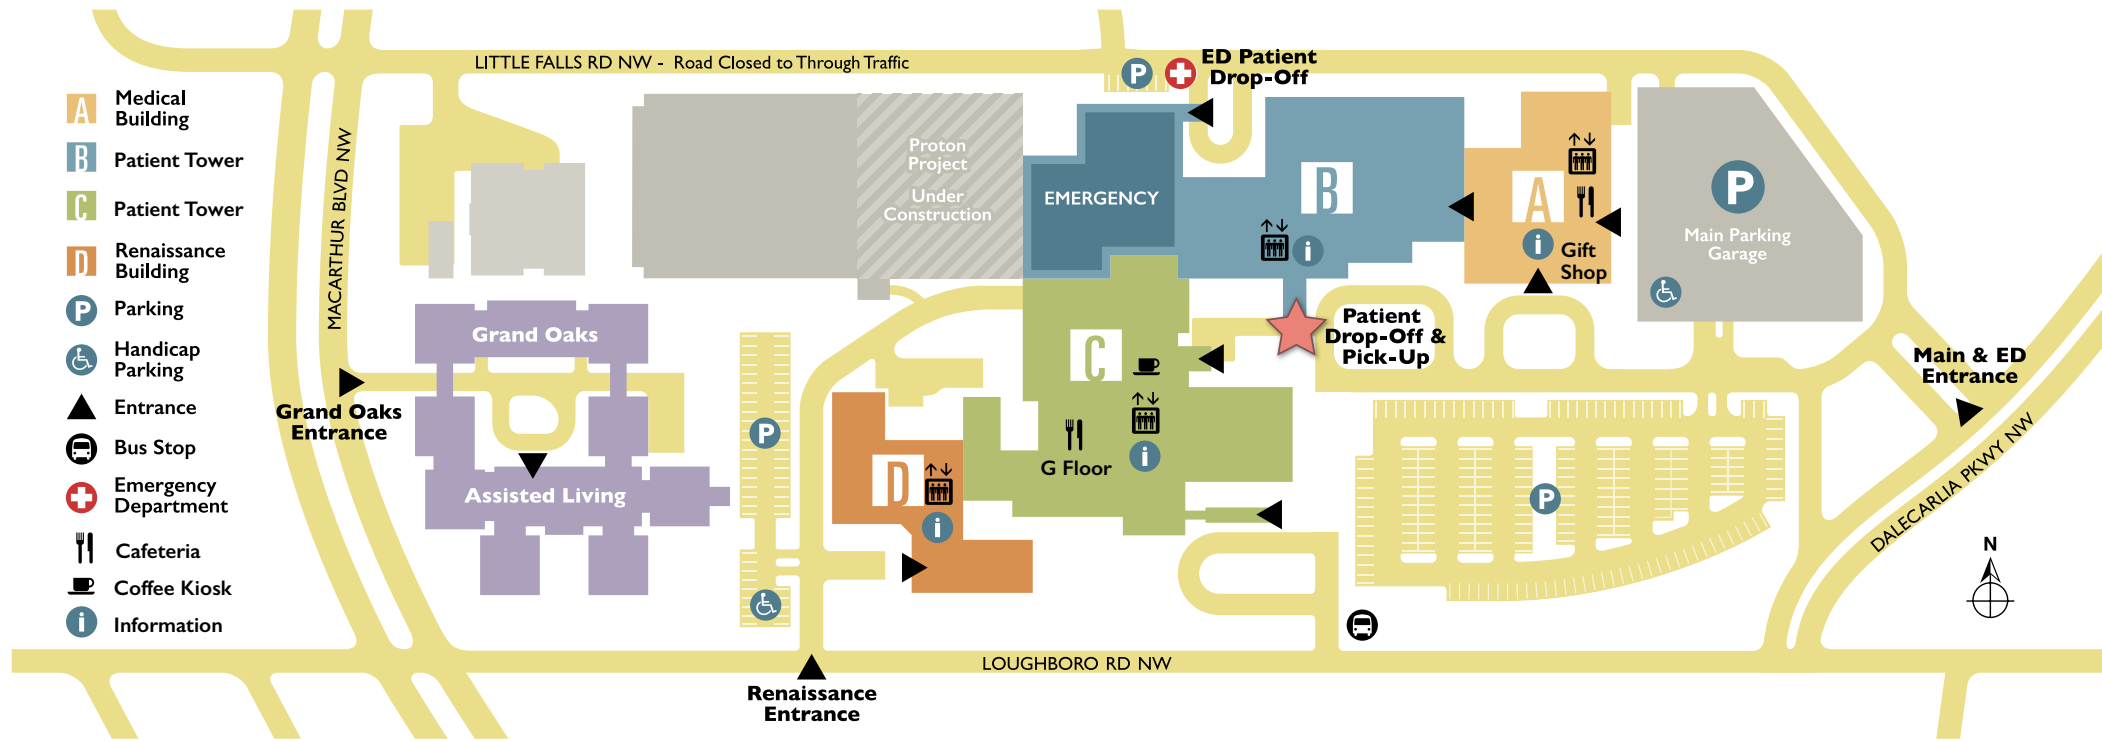 LITTLE FALLS RD NW - Road Closed to Through Traffic
P
ED Patient
Drop-Off
A
Medical
Building
B
Patient Tower
C
Patient Tower
D
Renaissance
Building
P
Parking
Handicap
Parking
Entrance
Bus Stop
Emergency
Department
Cafeteria
Coffee Kiosk
i
Information
MACARTHUR BLVD NW
Proton
Project
Under
Construction
EMERGENCY
B
i
A
i
Gift
Shop
P
Main Parking
Garage
Grand Oaks
C
Patient
Drop-Off &
Pick-Up
Main & ED
Entrance
Grand Oaks
Entrance
P
G Floor
i
Assisted Living
D
i
P
DALECARLIA PKWY NW
N
LOUGHBORO RD NW
Renaissance
Entrance